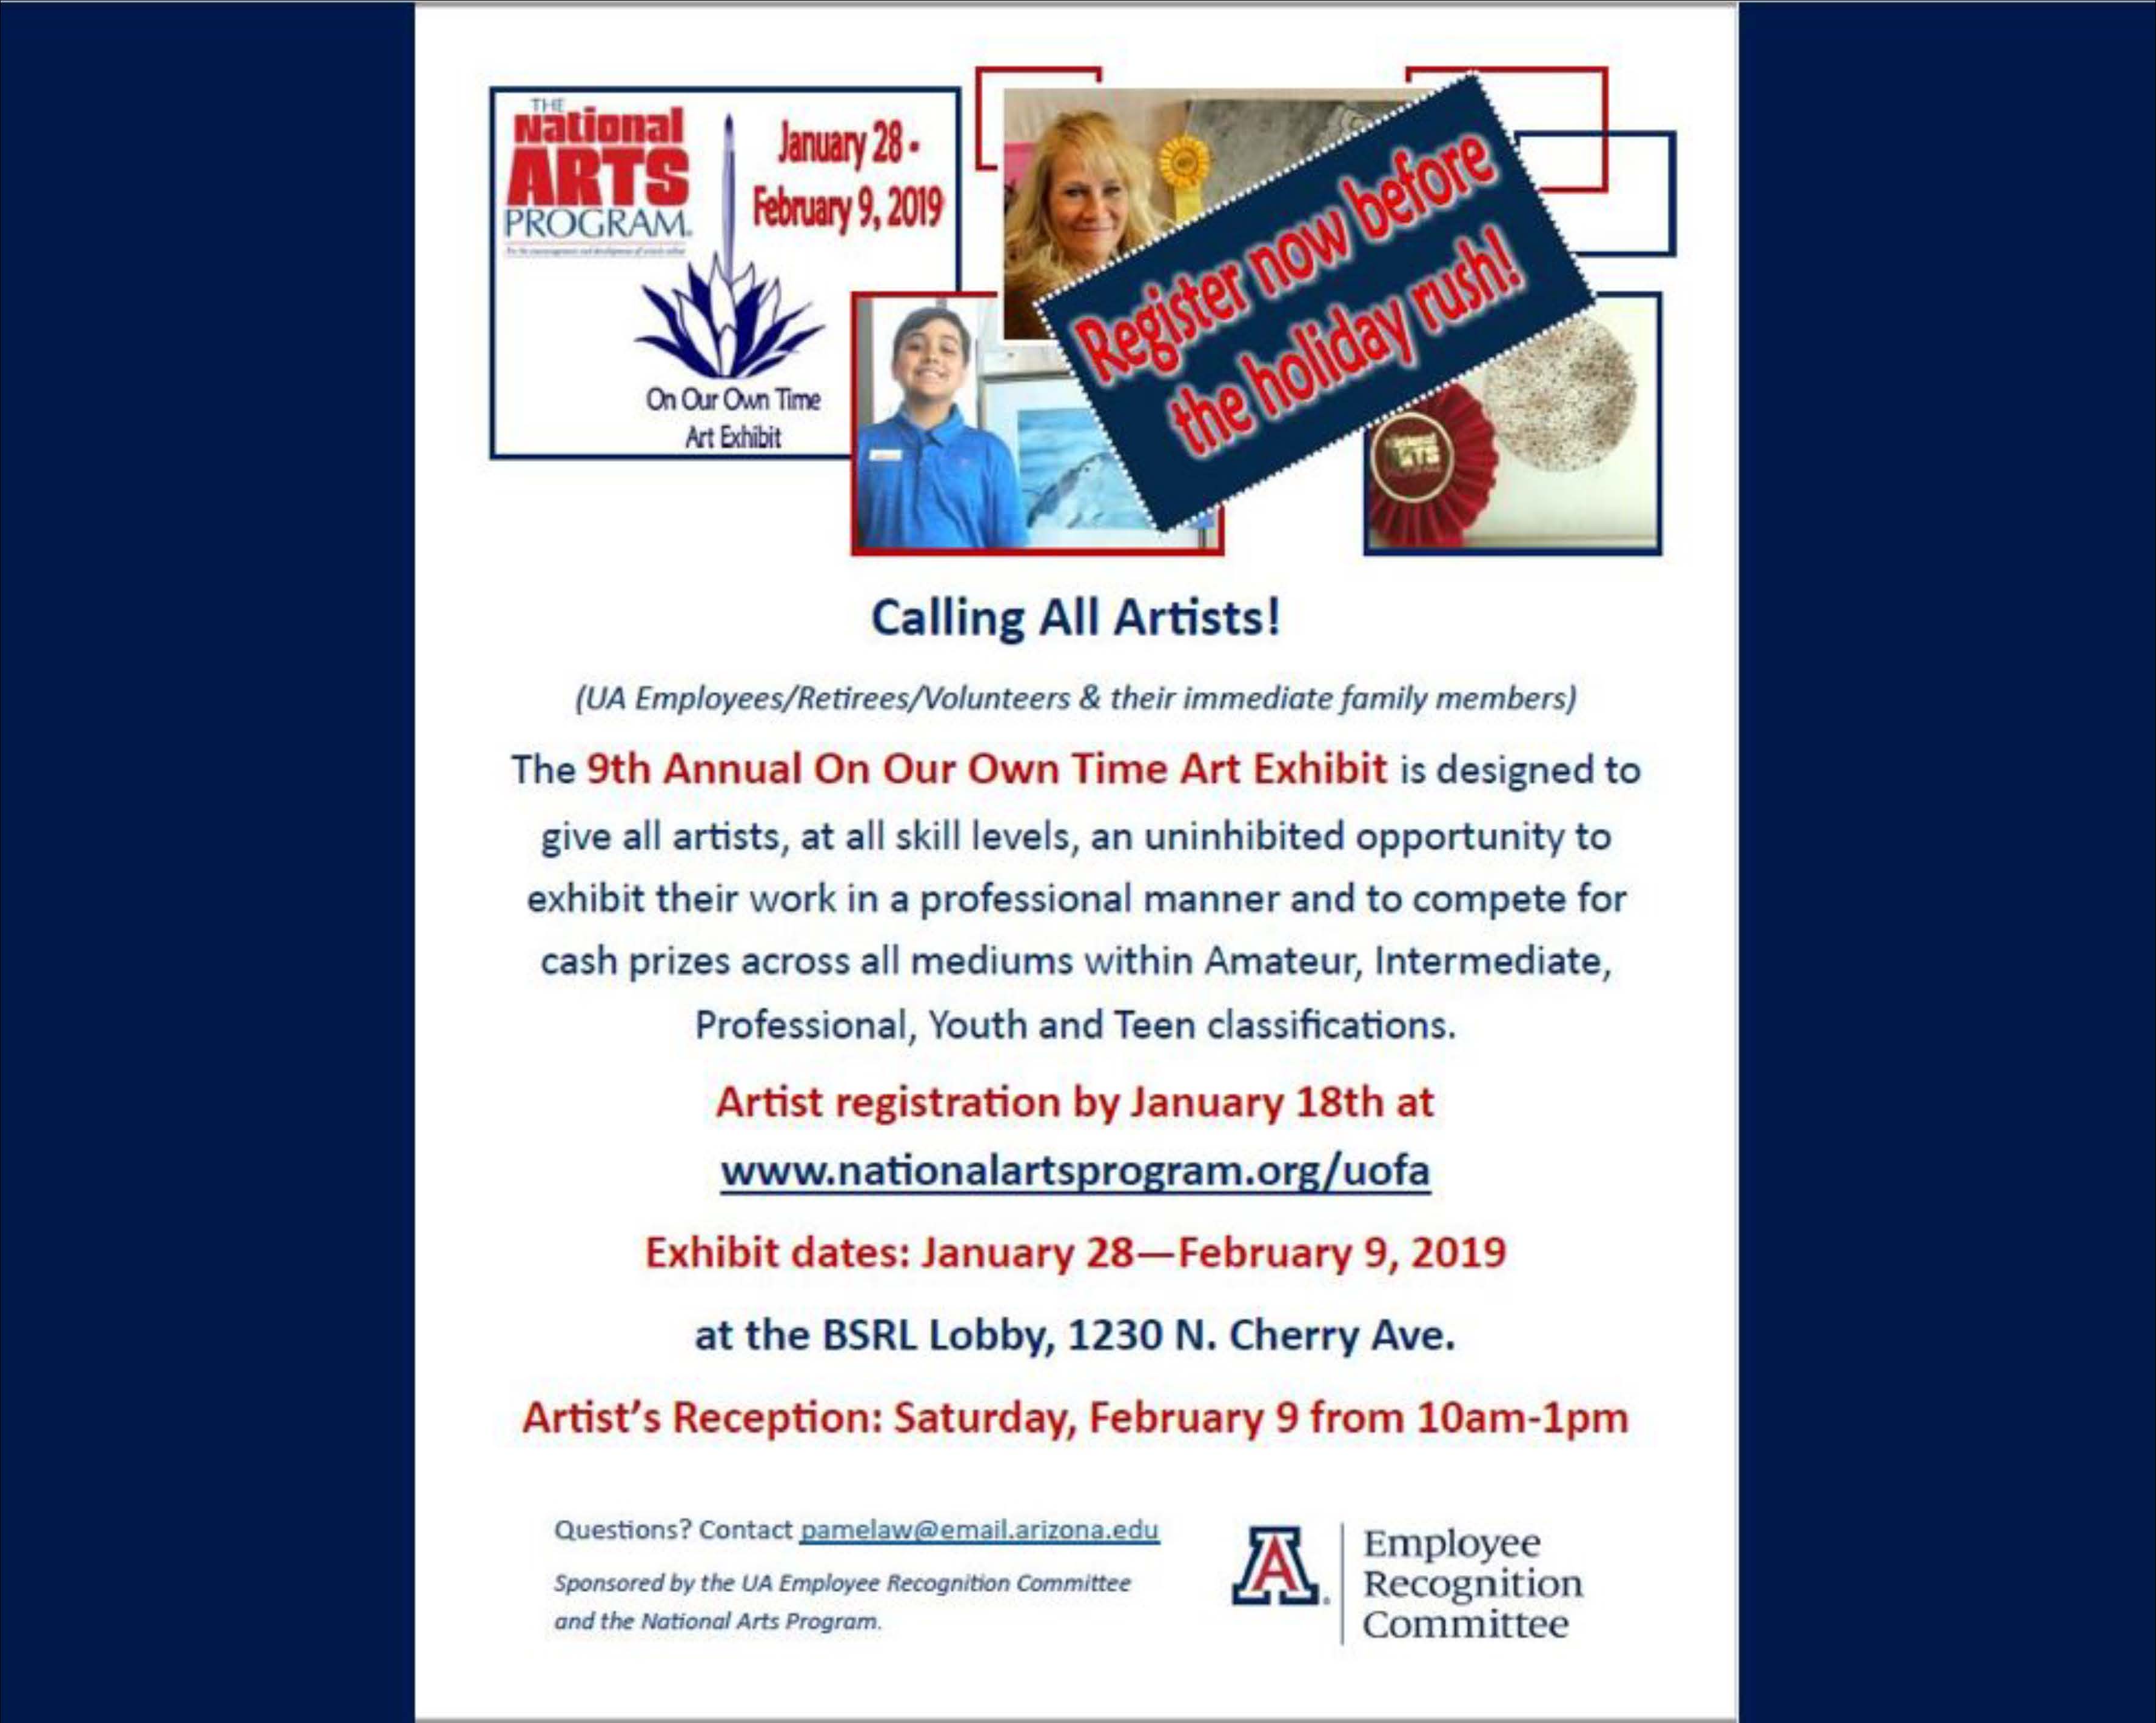 THE
National
ARTS
PROGRAM
January 28 -
February 9, 2019
On Our Own Time
Art Exhibit
Register now before
the holiday rush!
ARTS
Calling All Artists!
(UA Employees/Retirees/Volunteers & their immediate family members)
The 9th Annual On Our Own Time Art Exhibit is designed to
give all artists, at all skill levels, an uninhibited opportunity to
exhibit their work in a professional manner and to compete for
cash prizes across all mediums within Amateur, Intermediate,
Professional, Youth and Teen classifications.
Artist registration by January 18th at
www.nationalartsprogram.org/uofa
Exhibit dates: January 28—February 9, 2019
at the BSRL Lobby, 1230 N. Cherry Ave.
Artist’s Reception: Saturday, February 9 from 10am-1pm
Questions? Contact pamelaw@email.arizona.edu
Sponsored by the UA Employee Recognition Committee
and the National Arts Program.
A
Employee
Recognition
Committee